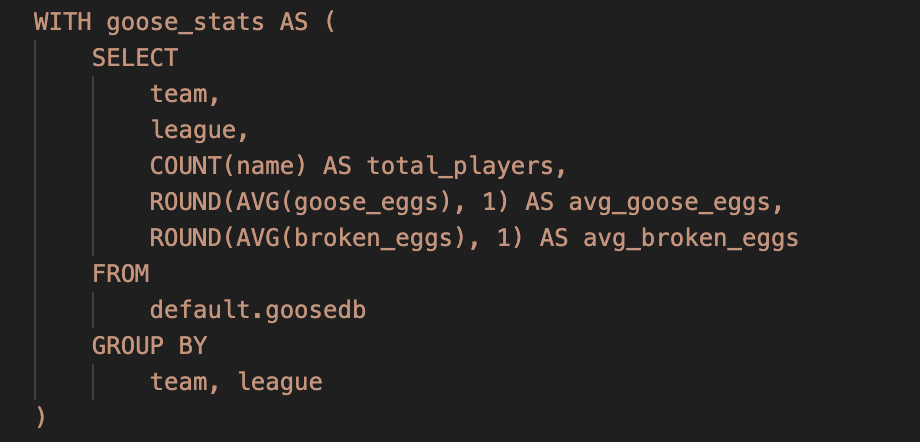 WITH goose_stats AS (
SELECT
team,
league,
COUNT(name) AS total_players,
ROUND(AVG(goose_eggs), 1) AS avg_goose_eggs,
ROUND(AVG(broken_eggs), 1) AS avg_broken_eggs
FROM
default.goosedb
GROUP BY
team, league
)